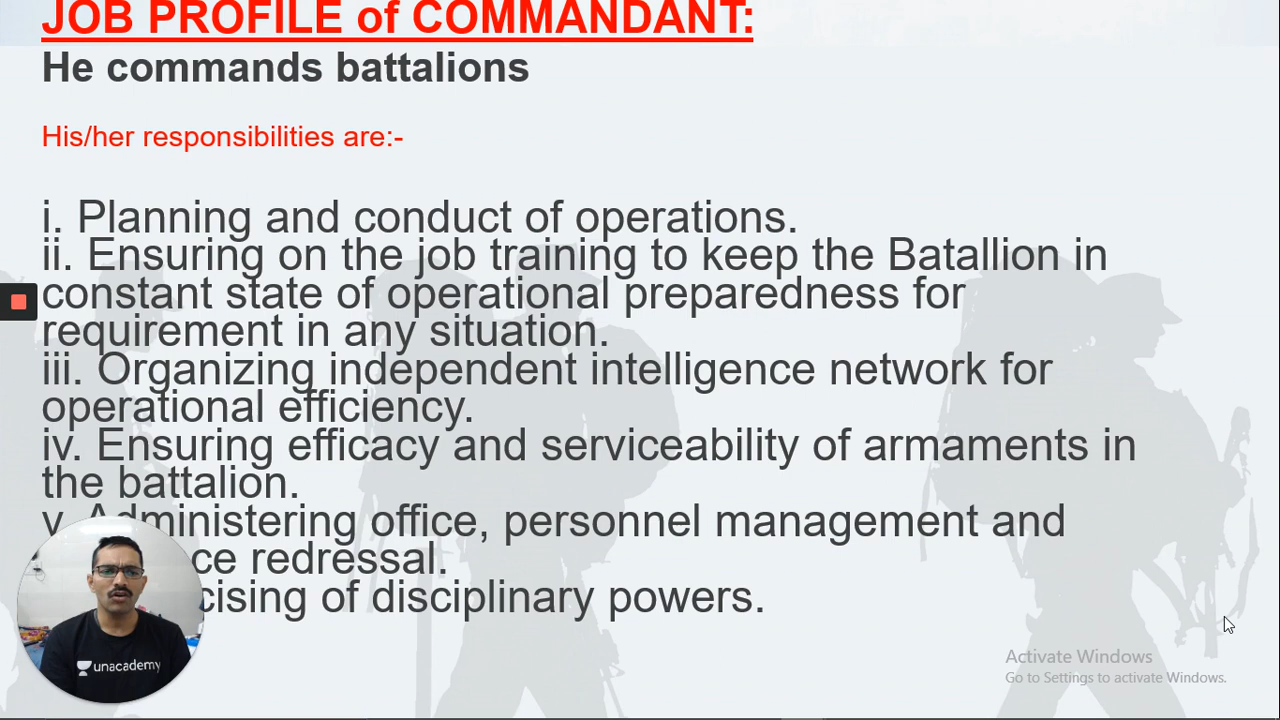 JOB PROFILE of COMMANDANT:
He commands battalions
His/her responsibilities are:-
i. Planning and conduct of operations.
ii. Ensuring on the job training to keep the Batallion in
constant state of operational preparedness for
requirement in any situation.
iii. Organizing independent intelligence network for
operational efficiency.
iv. Ensuring efficacy and serviceability of armaments in
the battalion.
v. Administering office, personnel management and
ce redressal.
cising of disciplinary powers.
unacademy
Activate Windows
Go to Settings to activate Windows.